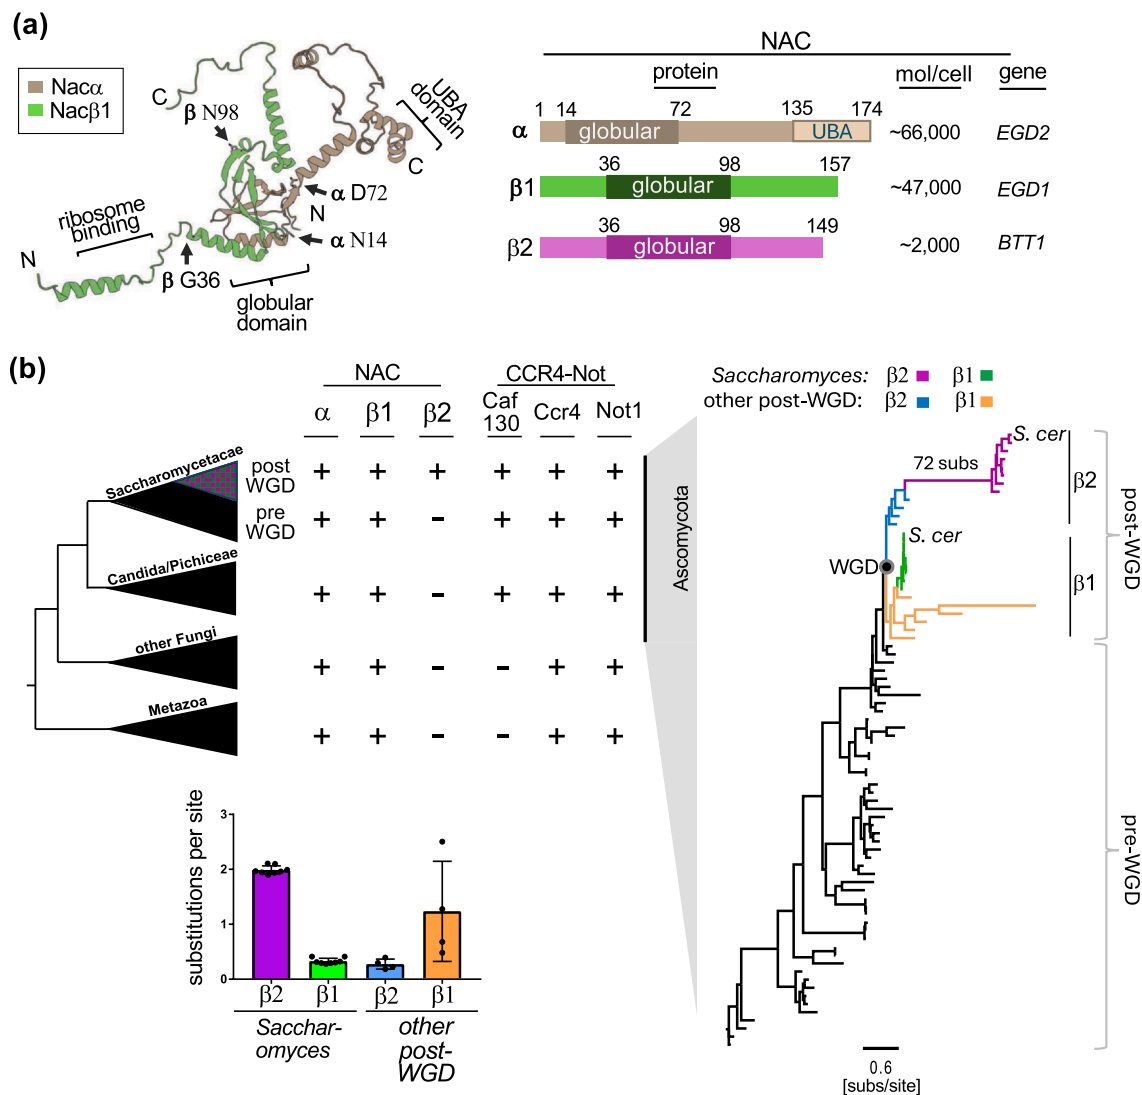 (a)
Nacα
Nacβ1
C
β N98
UBA
domain
C
α D72
N
α N14
ribosome
binding
N
β G36
globular
domain
NAC
protein
mol/cell
gene
1 14 72 135 174
α globular UBA ~66,000 EGD2
36 98 157
β1 globular ~47,000 EGD1
36 98 149
β2 globular ~2,000 BTT1
(b)
NAC
CCR4-Not
α β1 β2 Caf 130 Ccr4 Not1
Saccharomycetacae
post WGD + + + + + +
pre WGD + + - + + +
Candida/Pichiceae
+ + - + + +
other Fungi
+ + - - + +
Metazoa
+ + - - + +
Ascomycota
Saccharomyces: β2 β1
other post-WGD: β2 β1
S. cer
72 subs
β2
S. cer
WGD
β1
post-WGD
pre-WGD
0.6
[subs/site]
substitutions per site
3
2
1
0
β2 β1 β2 β1
Sacchar-
omyces
other
post-
WGD